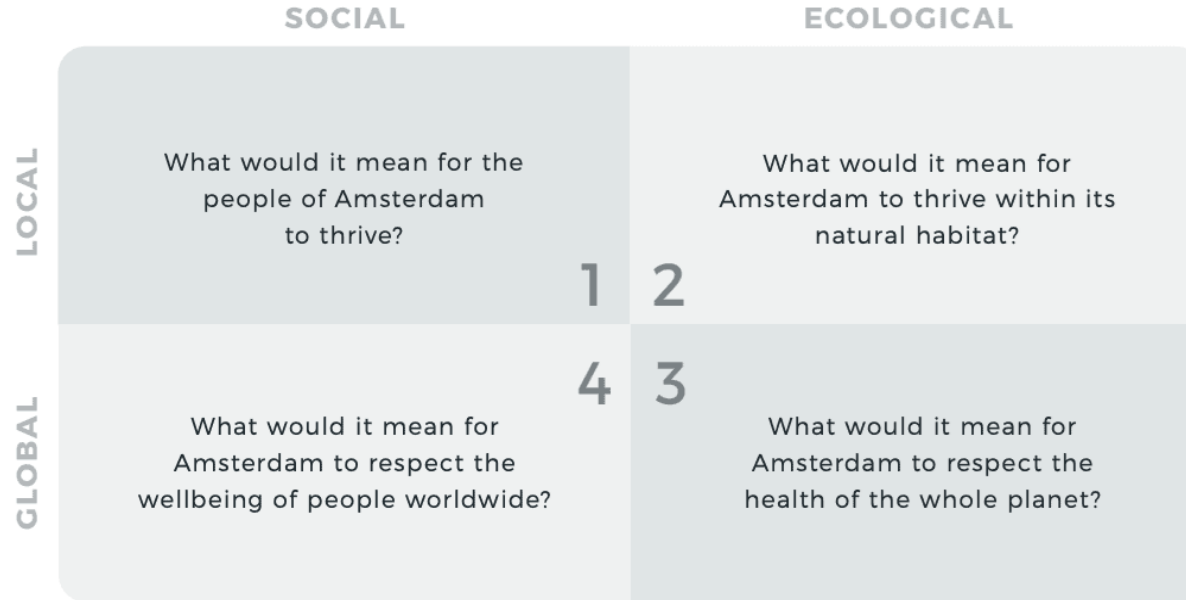 SOCIAL
ECOLOGICAL
LOCAL
What would it mean for the
people of Amsterdam
to thrive?
1
What would it mean for
Amsterdam to thrive within its
natural habitat?
2
GLOBAL
4
What would it mean for
Amsterdam to respect the
wellbeing of people worldwide?
3
What would it mean for
Amsterdam to respect the
health of the whole planet?